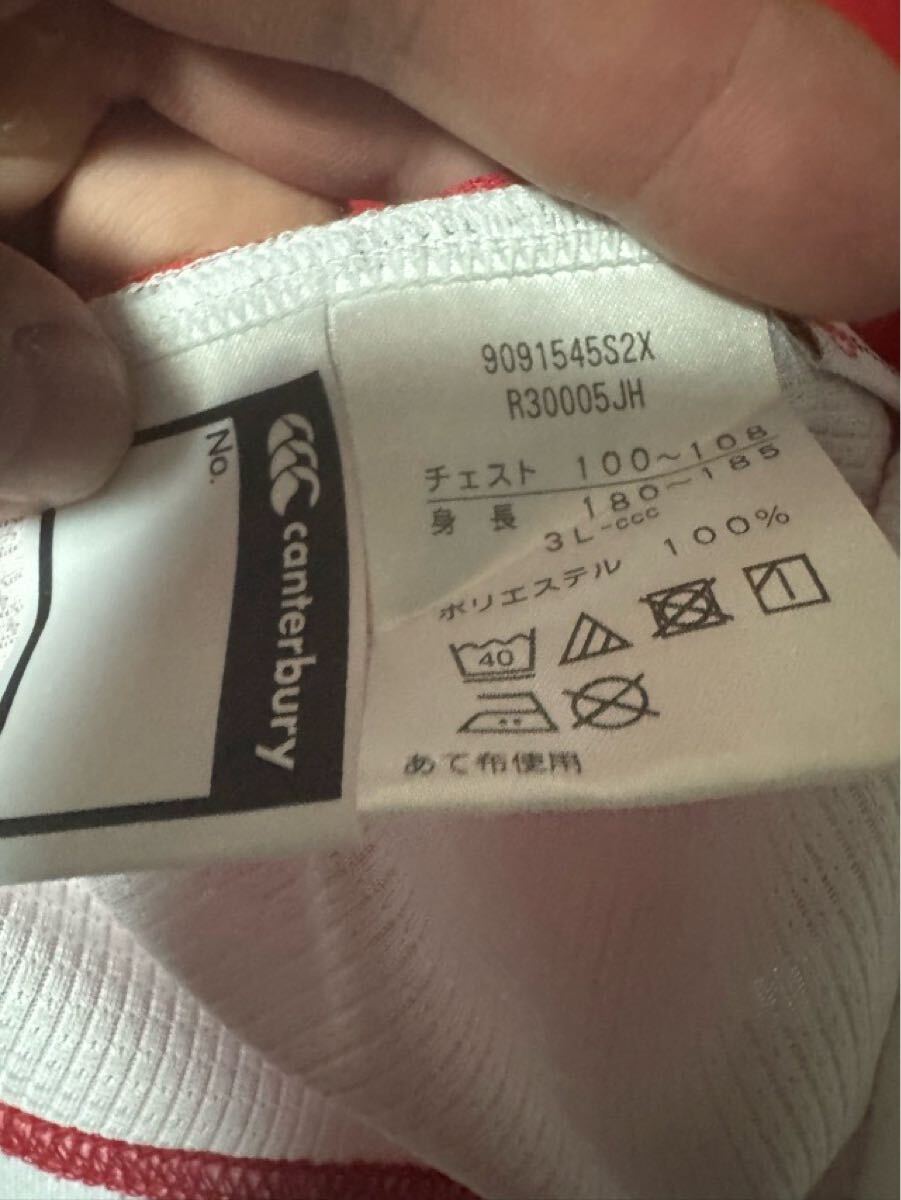 No.
canterbury
9091545S2X
R30005JH
チェスト 100～108
身 長 180～185
3L-ccc
ポリエステル 100%
40
あて布使用